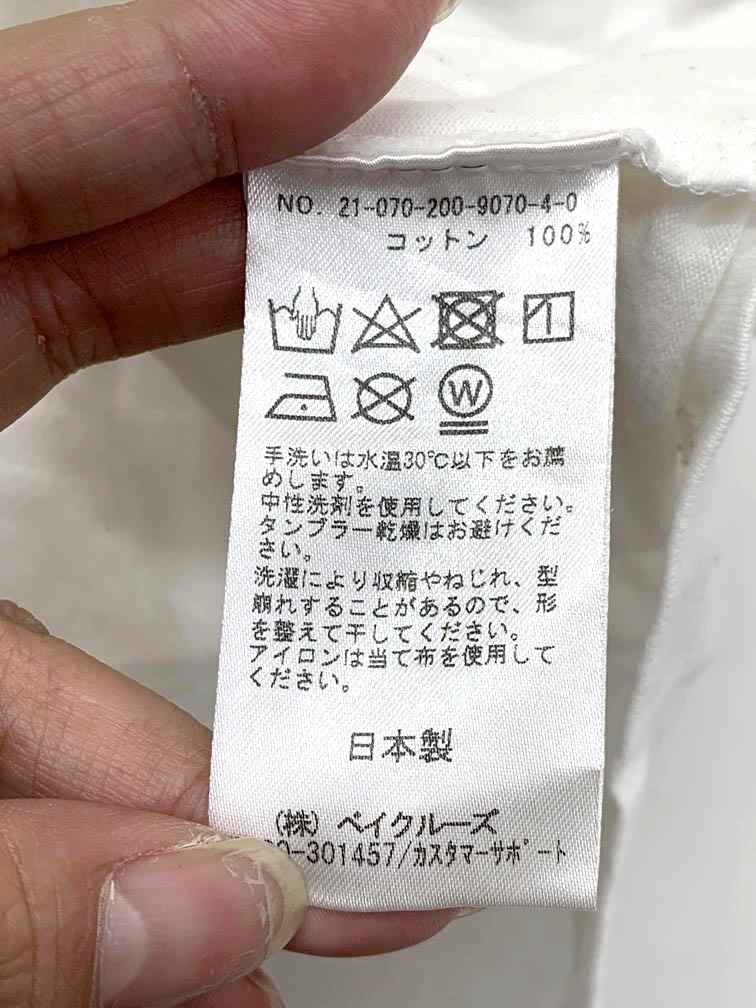 NO. 21-070-200-9070-4-0
コットン 100%
W
手洗いは水温30℃以下をお薦
めします。
中性洗剤を使用してください。
タンブラー乾燥はお避けくだ
さい。
洗濯により収縮やねじれ、型
崩れすることがあるので、形
を整えて干してください。
アイロンは当て布を使用して
ください。
日本製
(株) ベイクルーズ
0-301457/カスタマーサポート